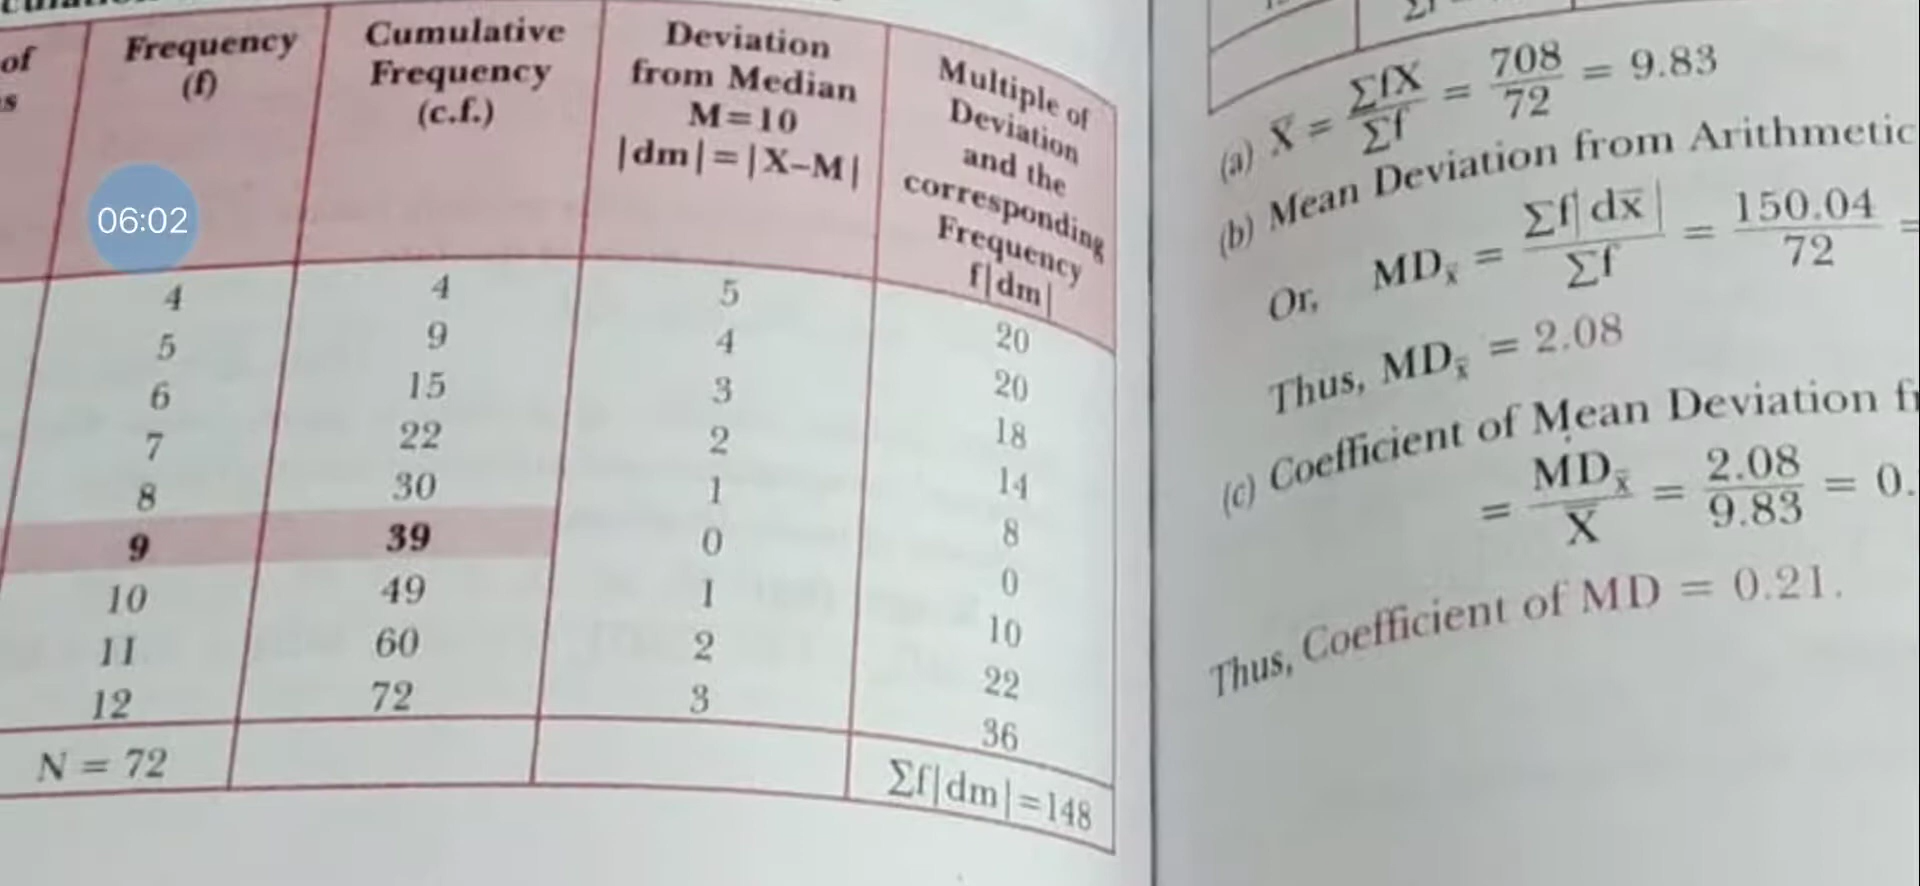 of
Frequency
(f)
Cumulative
Frequency
(c.f.)
Deviation
from Median
M=10
|dm|=|X–M|
Multiple of
Deviation
and the
corresponding
Frequency
f|dm|
06:02
4 4 5 20
5 9 4 20
6 15 3 18
7 22 2 14
8 30 1 8
9 39 0 0
10 49 1 10
11 60 2 22
12 72 3 36
N = 72
Σf|dm|=148
(a) X̄ = ΣfX / Σf = 708 / 72 = 9.83
(b) Mean Deviation from Arithmetic
Or, MDx̄ = Σf|dx̄| / Σf = 150.04 / 72 =
Thus, MDx̄ = 2.08
(c) Coefficient of Mean Deviation
= MDx̄ / X̄ = 2.08 / 9.83 = 0.
Thus, Coefficient of MD = 0.21.